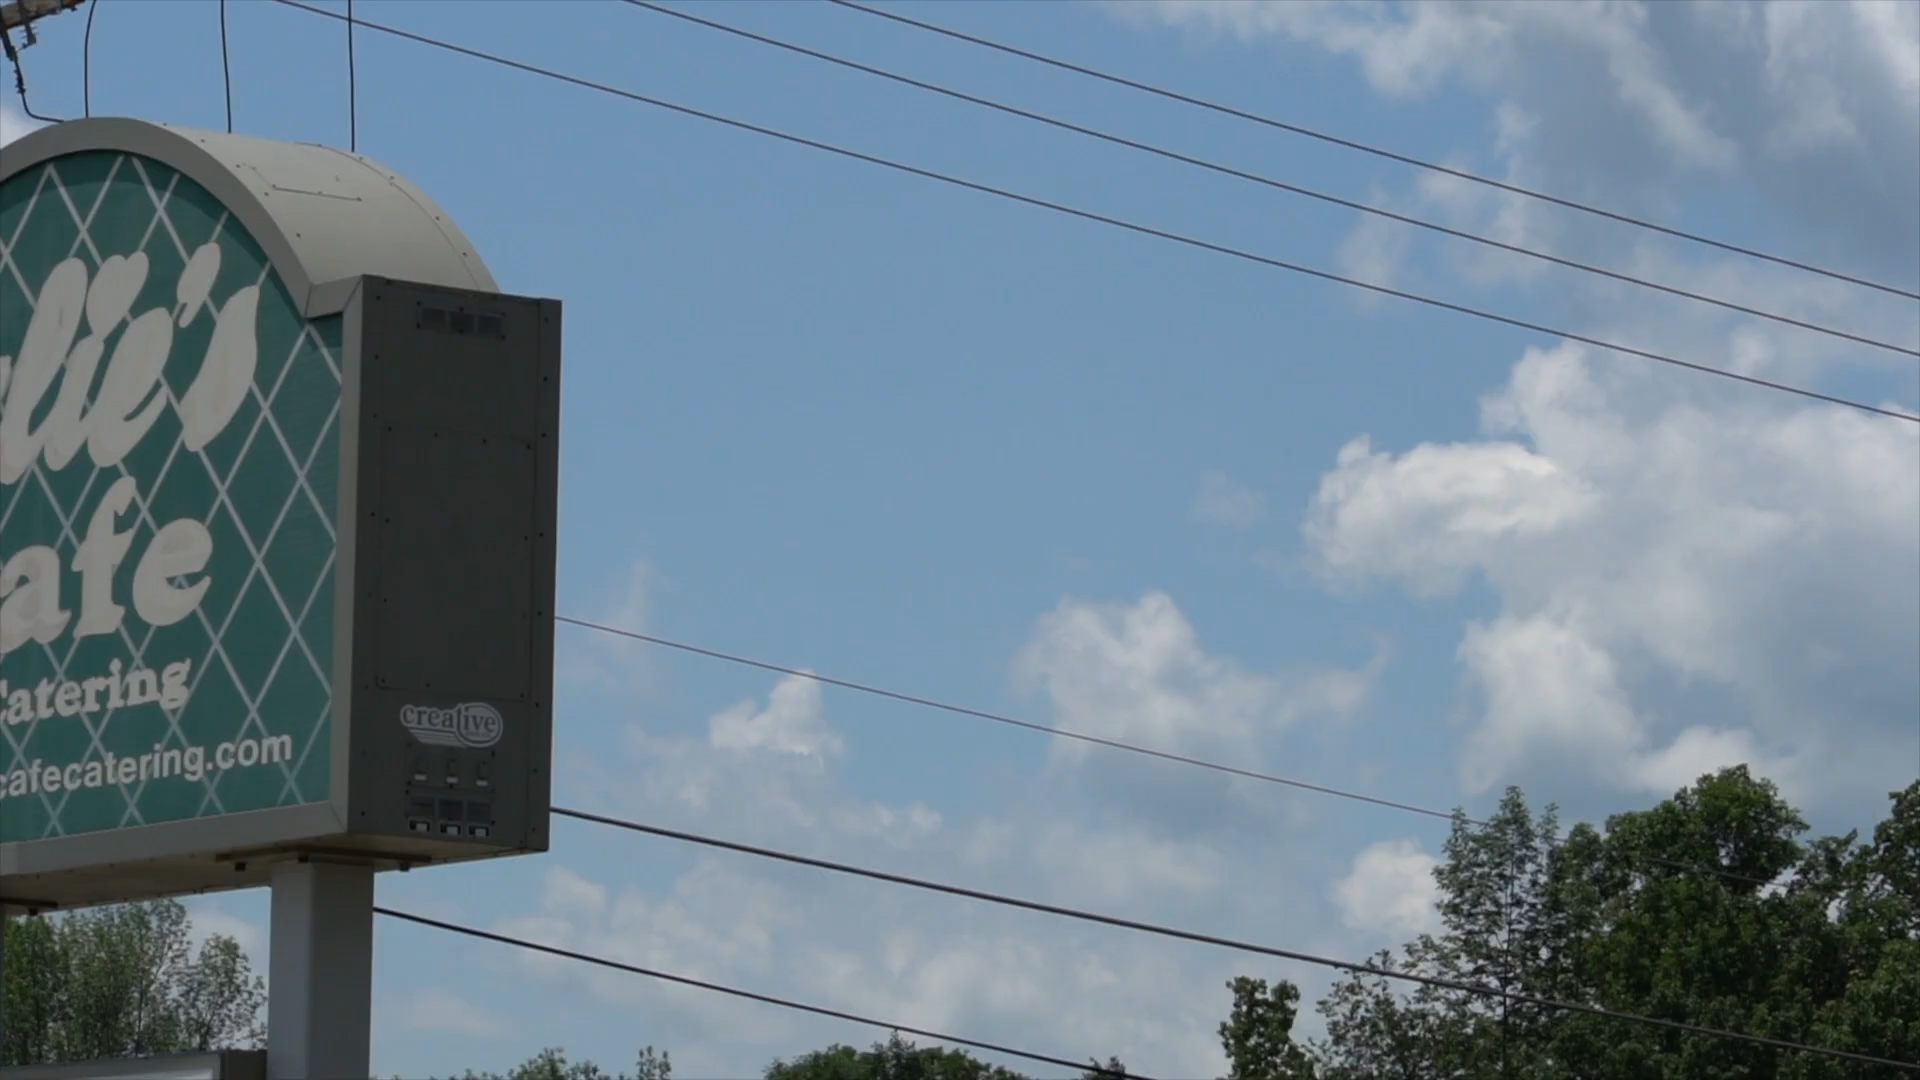 lie's
afe
Catering
cafecatering.com
creative